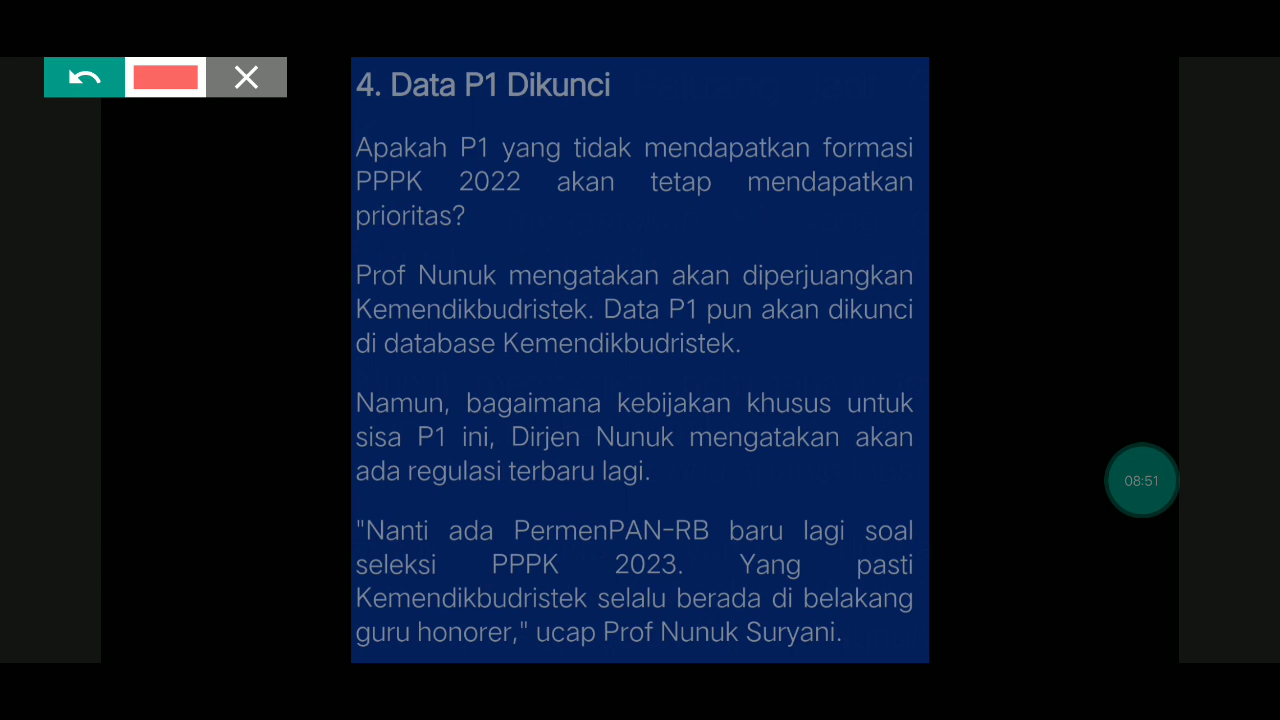 4. Data P1 Dikunci
Apakah P1 yang tidak mendapatkan formasi
PPPK 2022 akan tetap mendapatkan
prioritas?
Prof Nunuk mengatakan akan diperjuangkan
Kemendikbudristek. Data P1 pun akan dikunci
di database Kemendikbudristek.
Namun, bagaimana kebijakan khusus untuk
sisa P1 ini, Dirjen Nunuk mengatakan akan
ada regulasi terbaru lagi.
"Nanti ada PermenPAN-RB baru lagi soal
seleksi PPPK 2023. Yang pasti
Kemendikbudristek selalu berada di belakang
guru honorer," ucap Prof Nunuk Suryani.
08:51